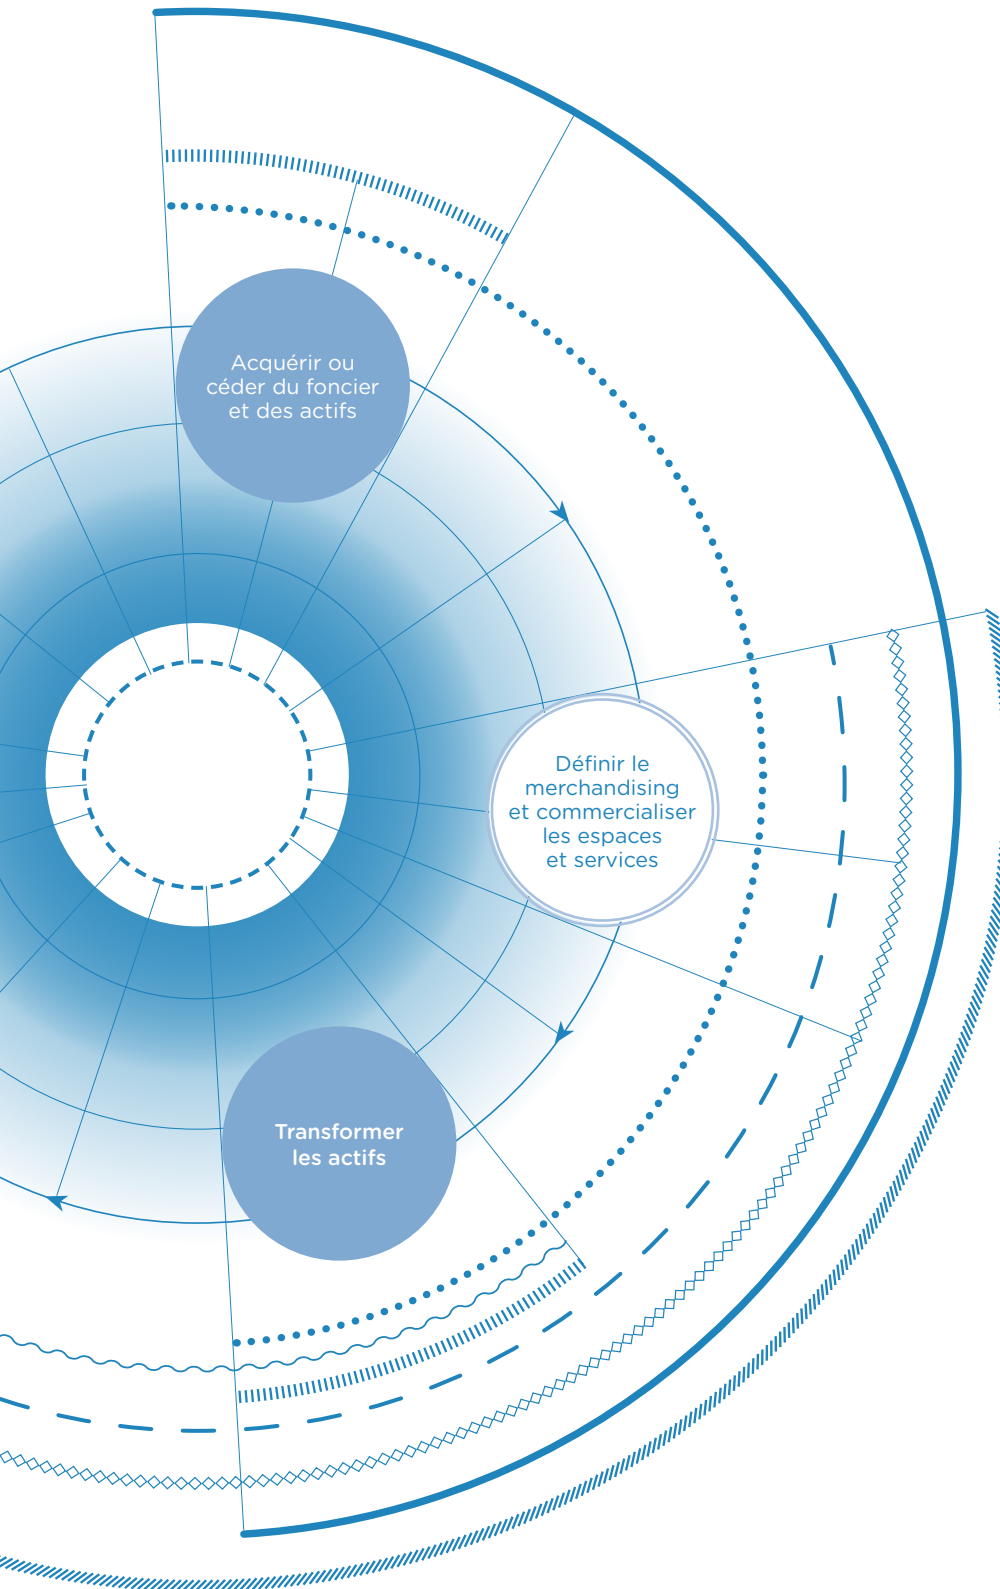 Acquérir ou
céder du foncier
et des actifs
Définir le
merchandising
et commercialiser
les espaces
et services
Transformer
les actifs